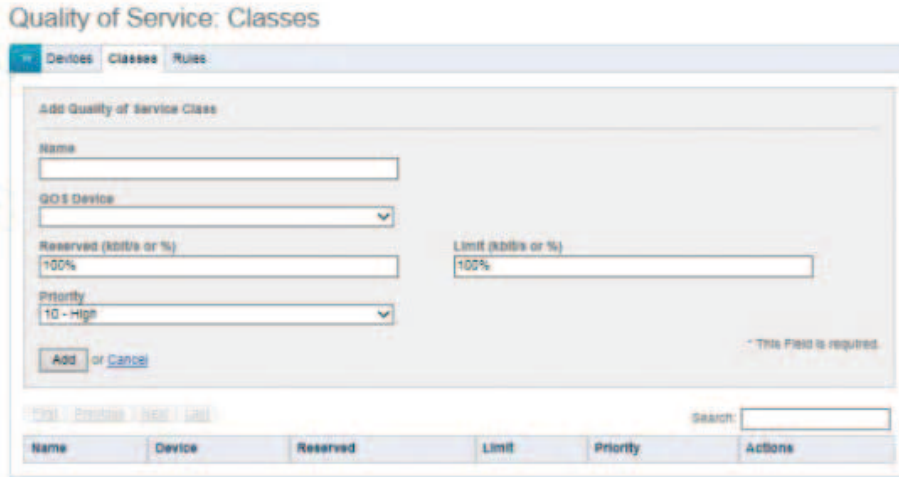 Quality of Service: Classes
Devices Classes Rules
Add Quality of Service Class
Name
QOS Device
Reserved (kbit/s or %) Limit (kbit/s or %)
100% 100%
Priority
10 - High
* This Field is required.
Add or Cancel
First Previous Next Last
Search:
Name Device Reserved Limit Priority Actions